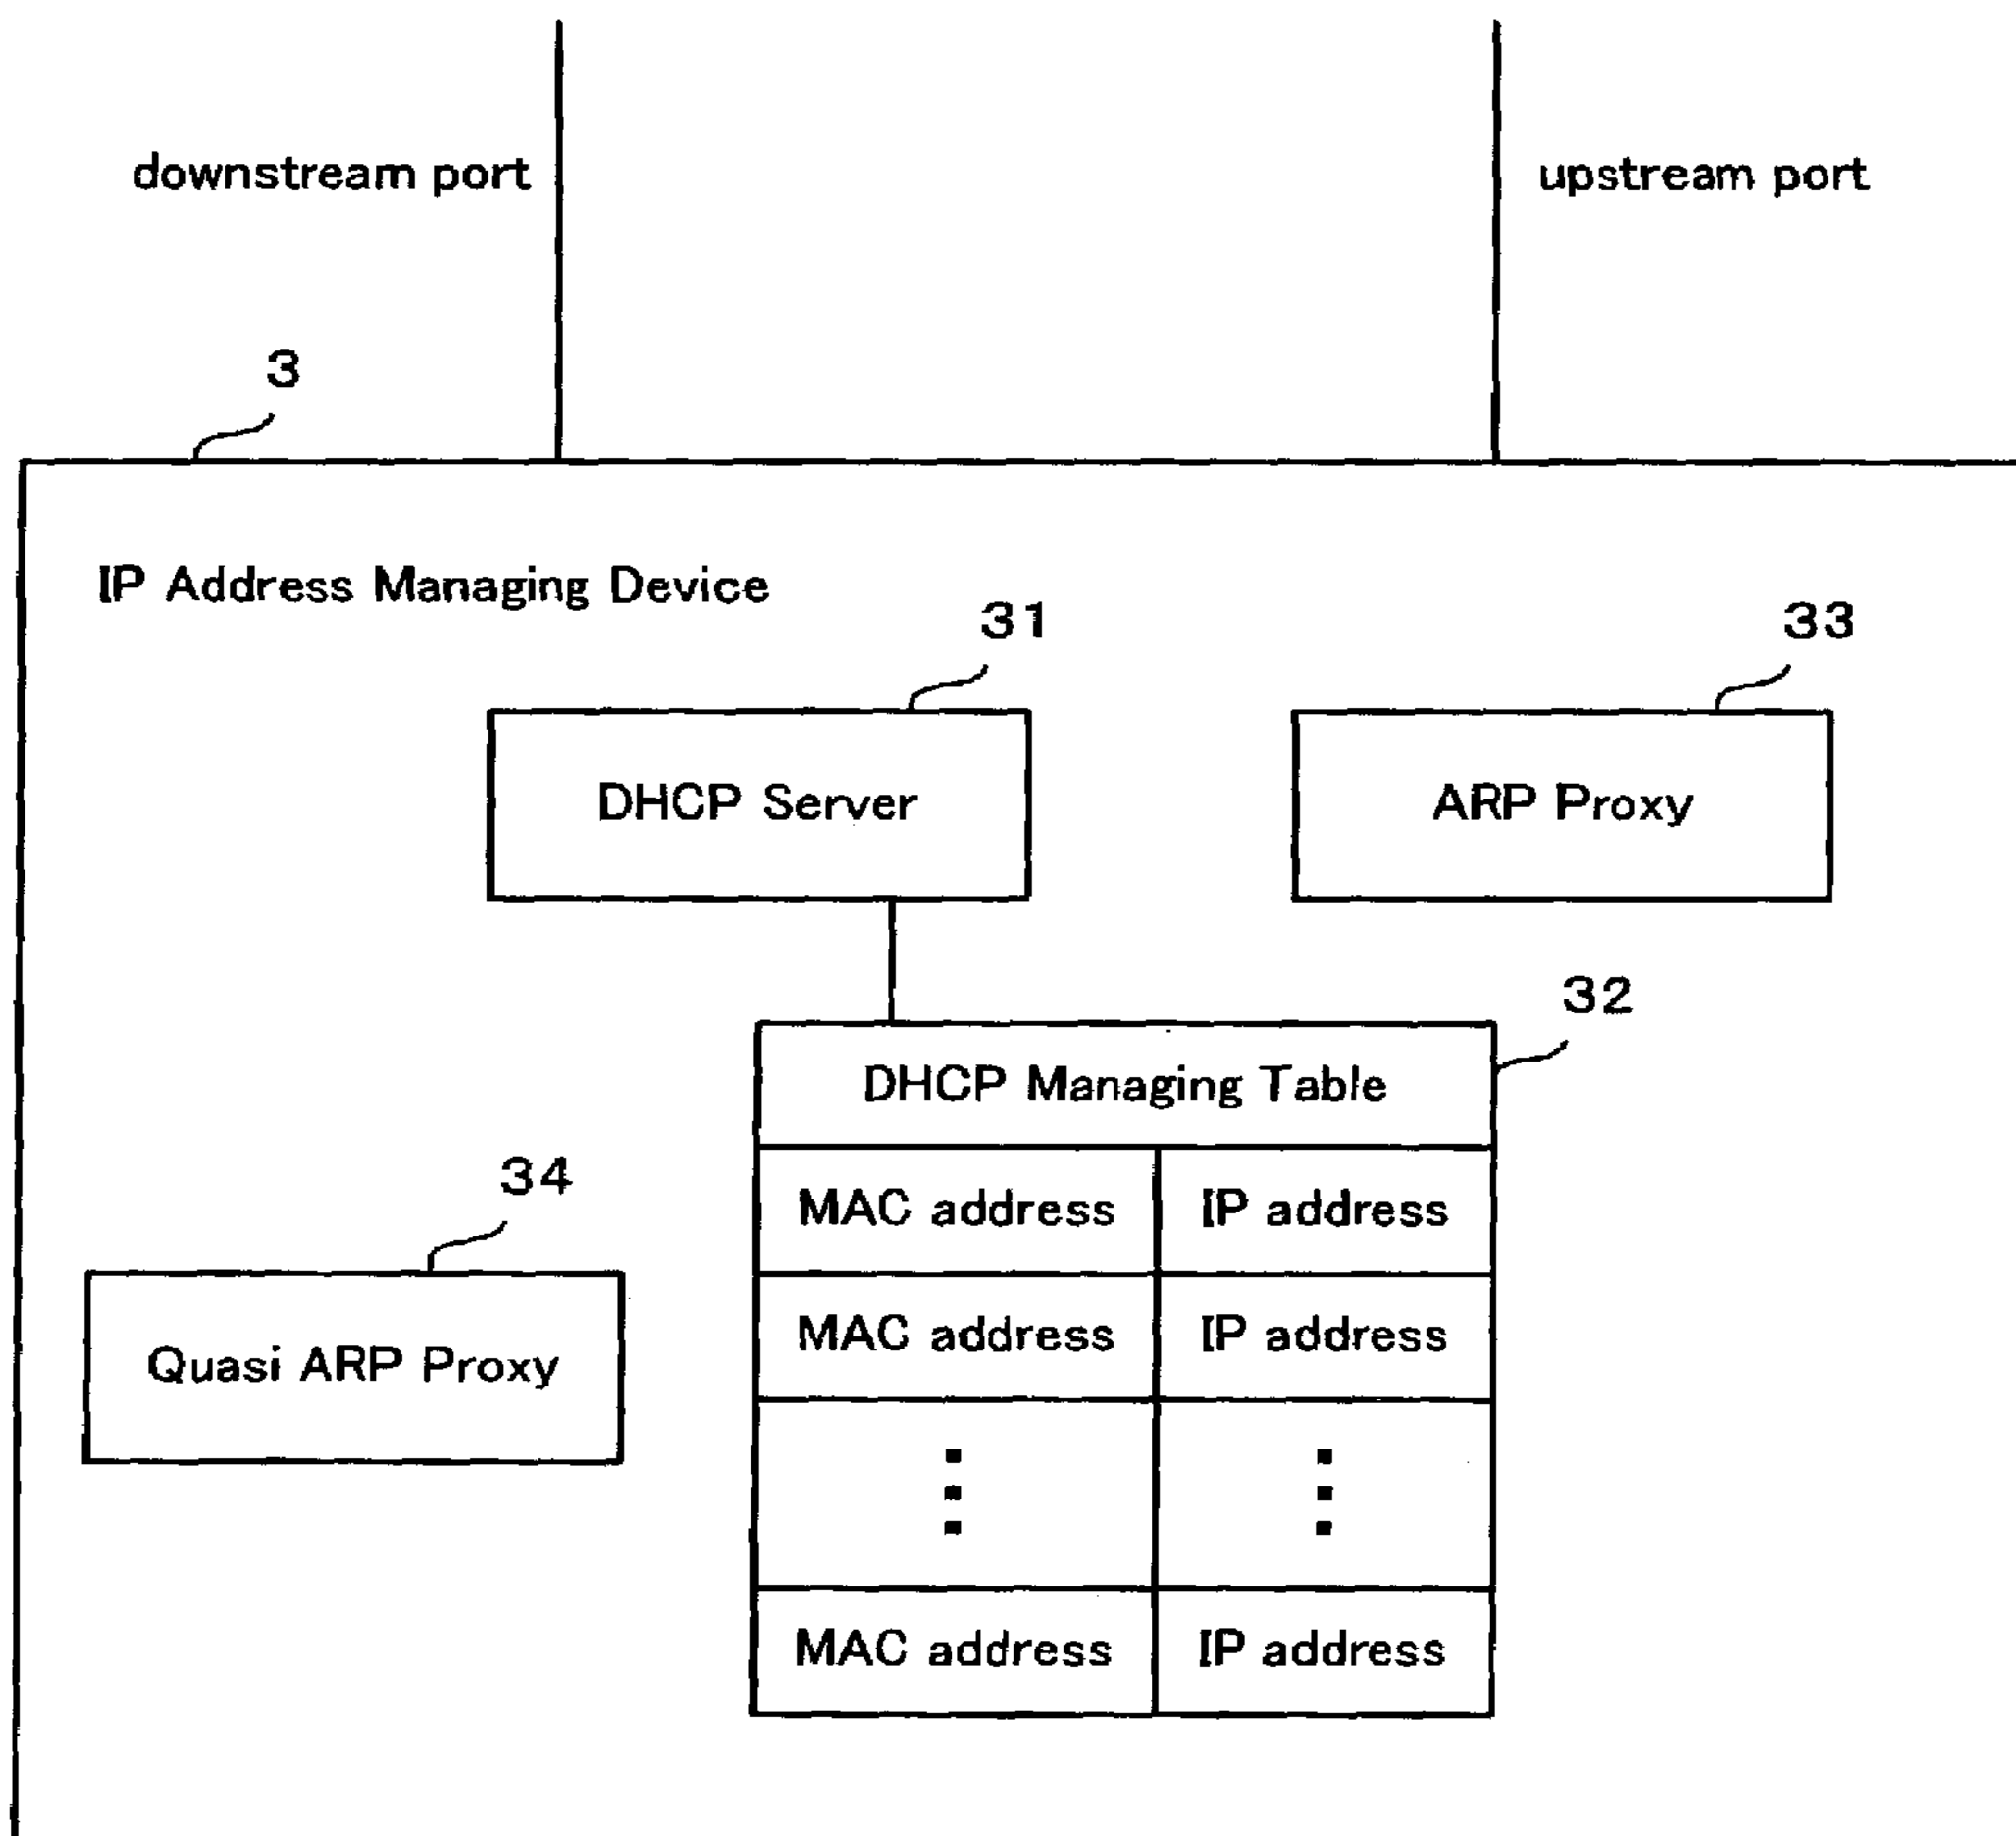 downstream port
upstream port
3
IP Address Managing Device
31
33
DHCP Server
ARP Proxy
32
DHCP Managing Table
MAC address IP address
34
MAC address IP address
Quasi ARP Proxy
MAC address IP address